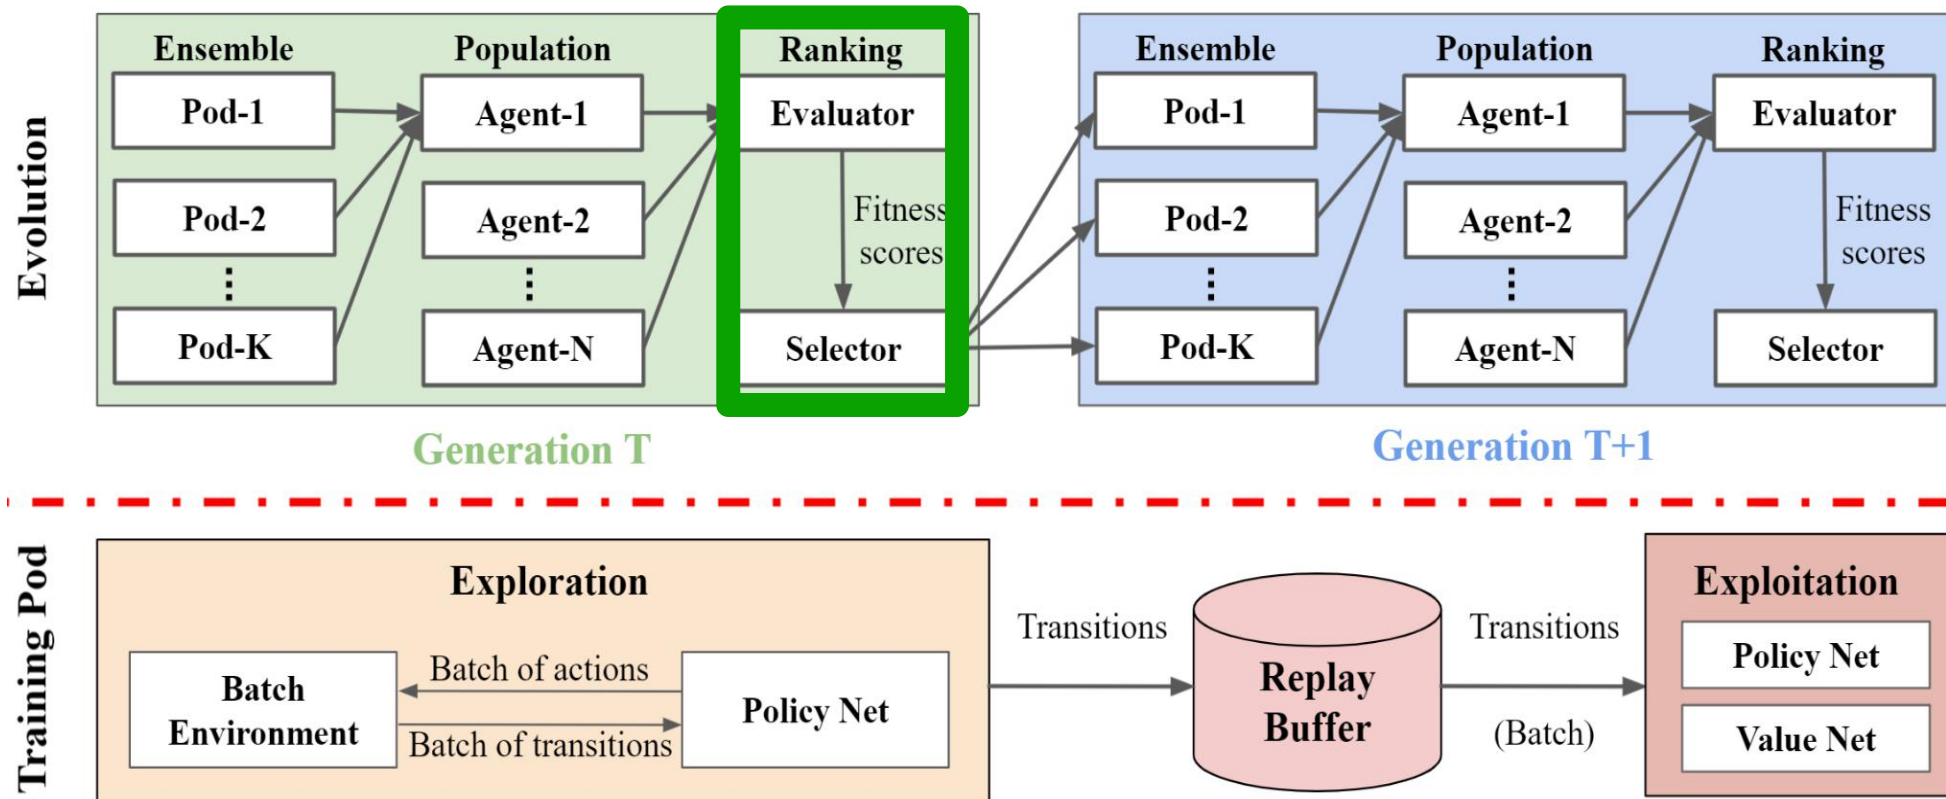 Evolution
Ensemble
Population
Ranking
Pod-1
Agent-1
Evaluator
Pod-2
Agent-2
Fitness
scores
Pod-K
Agent-N
Selector
Generation T
Ensemble
Population
Ranking
Pod-1
Agent-1
Evaluator
Pod-2
Agent-2
Fitness
scores
Pod-K
Agent-N
Selector
Generation T+1
Training Pod
Exploration
Batch
Environment
Batch of actions
Batch of transitions
Policy Net
Transitions
Replay
Buffer
Transitions
(Batch)
Exploitation
Policy Net
Value Net